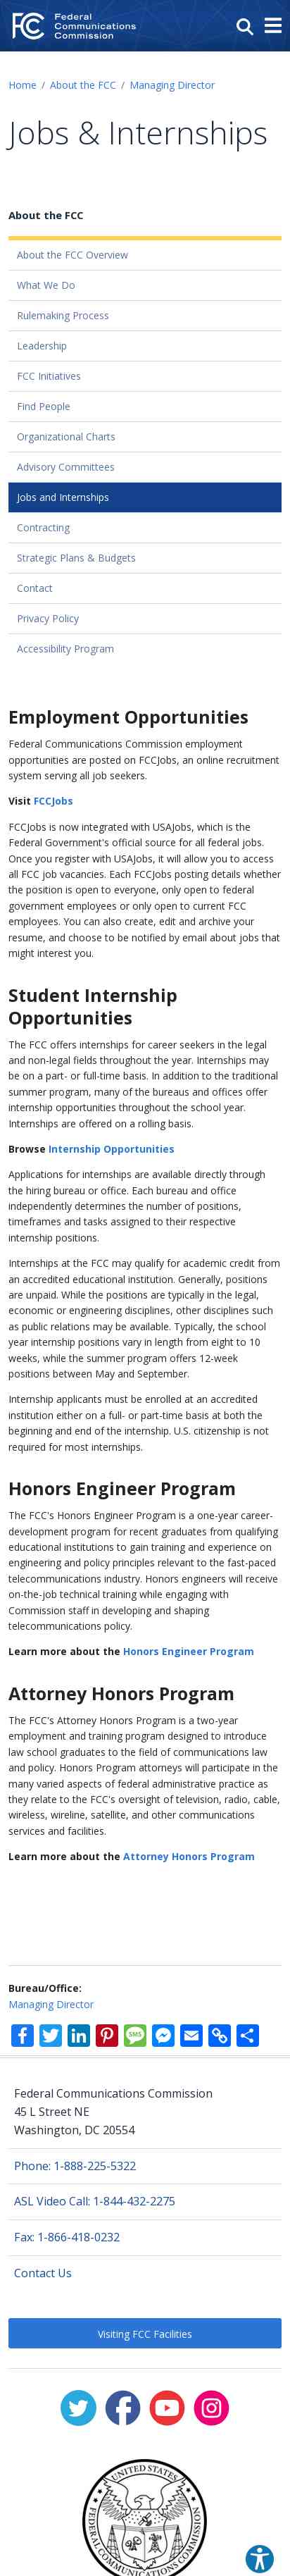 FC
Federal
Communications
Commission
Home / About the FCC / Managing Director
Jobs & Internships
About the FCC
About the FCC Overview
What We Do
Rulemaking Process
Leadership
FCC Initiatives
Find People
Organizational Charts
Advisory Committees
Jobs and Internships
Contracting
Strategic Plans & Budgets
Contact
Privacy Policy
Accessibility Program
Employment Opportunities
Federal Communications Commission employment
opportunities are posted on FCCJobs, an online recruitment
system serving all job seekers.
Visit FCCJobs
FCCJobs is now integrated with USAJobs, which is the
Federal Government's official source for all federal jobs.
Once you register with USAJobs, it will allow you to access
all FCC job vacancies. Each FCCJobs posting details whether
the position is open to everyone, only open to federal
government employees or only open to current FCC
employees. You can also create, edit and archive your
resume, and choose to be notified by email about jobs that
might interest you.
Student Internship
Opportunities
The FCC offers internships for career seekers in the legal
and non-legal fields throughout the year. Internships may
be on a part- or full-time basis. In addition to the traditional
summer program, many of the bureaus and offices offer
internship opportunities throughout the school year.
Internships are offered on a rolling basis.
Browse Internship Opportunities
Applications for internships are available directly through
the hiring bureau or office. Each bureau and office
independently determines the number of positions,
timeframes and tasks assigned to their respective
internship positions.
Internships at the FCC may qualify for academic credit from
an accredited educational institution. Generally, positions
are unpaid. While the positions are typically in the legal,
economic or engineering disciplines, other disciplines such
as public relations may be available. Typically, the school
year internship positions vary in length from eight to 10
weeks, while the summer program offers 12-week
positions between May and September.
Internship applicants must be enrolled at an accredited
institution either on a full- or part-time basis at both the
beginning and end of the internship. U.S. citizenship is not
required for most internships.
Honors Engineer Program
The FCC's Honors Engineer Program is a one-year career-
development program for recent graduates from qualifying
educational institutions to gain training and experience on
engineering and policy principles relevant to the fast-paced
telecommunications industry. Honors engineers will receive
on-the-job technical training while engaging with
Commission staff in developing and shaping
telecommunications policy.
Learn more about the Honors Engineer Program
Attorney Honors Program
The FCC's Attorney Honors Program is a two-year
employment and training program designed to introduce
law school graduates to the field of communications law
and policy. Honors Program attorneys will participate in the
many varied aspects of federal administrative practice as
they relate to the FCC's oversight of television, radio, cable,
wireless, wireline, satellite, and other communications
services and facilities.
Learn more about the Attorney Honors Program
Bureau/Office:
Managing Director
Federal Communications Commission
45 L Street NE
Washington, DC 20554
Phone: 1-888-225-5322
ASL Video Call: 1-844-432-2275
Fax: 1-866-418-0232
Contact Us
Visiting FCC Facilities
UNITED STATES
FEDERAL COMMUNICATIONS